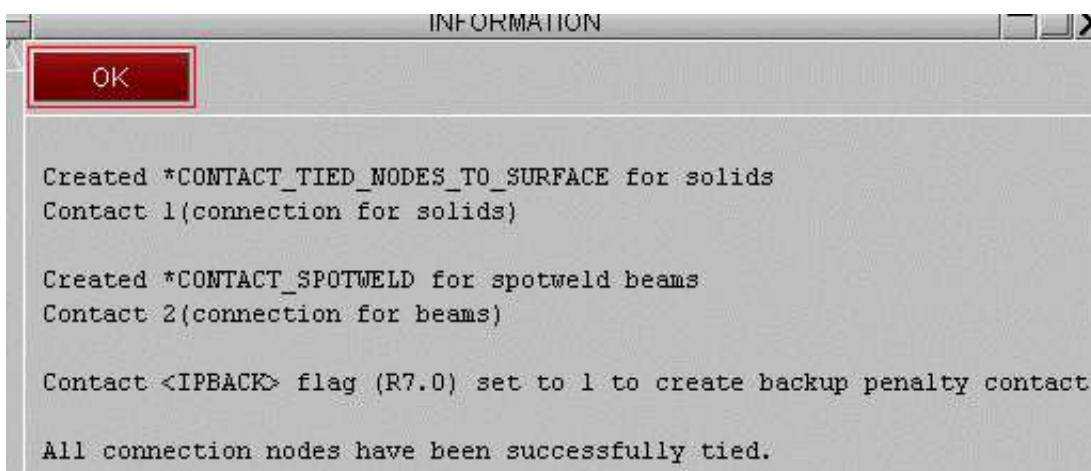 INFORMATION
OK
Created *CONTACT_TIED_NODES_TO_SURFACE for solids
Contact 1(connection for solids)
Created *CONTACT_SPOTWELD for spotweld beams
Contact 2(connection for beams)
Contact <IPBACK> flag (R7.0) set to 1 to create backup penalty contact
All connection nodes have been successfully tied.